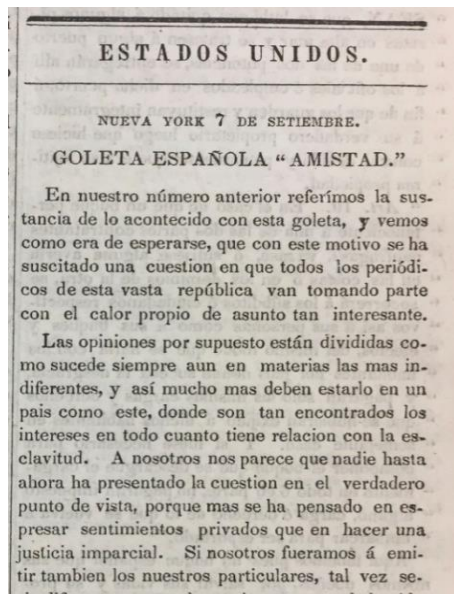 ESTADOS UNIDOS.
NUEVA YORK 7 DE SETIEMBRE.
GOLETA ESPAÑOLA “AMISTAD.”
En nuestro número anterior referímos la sus-
tancia de lo acontecido con esta goleta, y vemos
como era de esperarse, que con este motivo se ha
suscitado una cuestion en que todos los periódi-
cos de esta vasta república van tomando parte
con el calor propio de asunto tan interesante.
Las opiniones por supuesto están divididas co-
mo sucede siempre aun en materias las mas in-
diferentes, y así mucho mas deben estarlo en un
pais como este, donde son tan encontrados los
intereses en todo cuanto tiene relacion con la es-
clavitud. A nosotros nos parece que nadie hasta
ahora ha presentado la cuestion en el verdadero
punto de vista, porque mas se ha pensado en es-
presar sentimientos privados que en hacer una
justicia imparcial. Si nosotros fueramos á emi-
tir tambien los nuestros particulares, tal vez se-